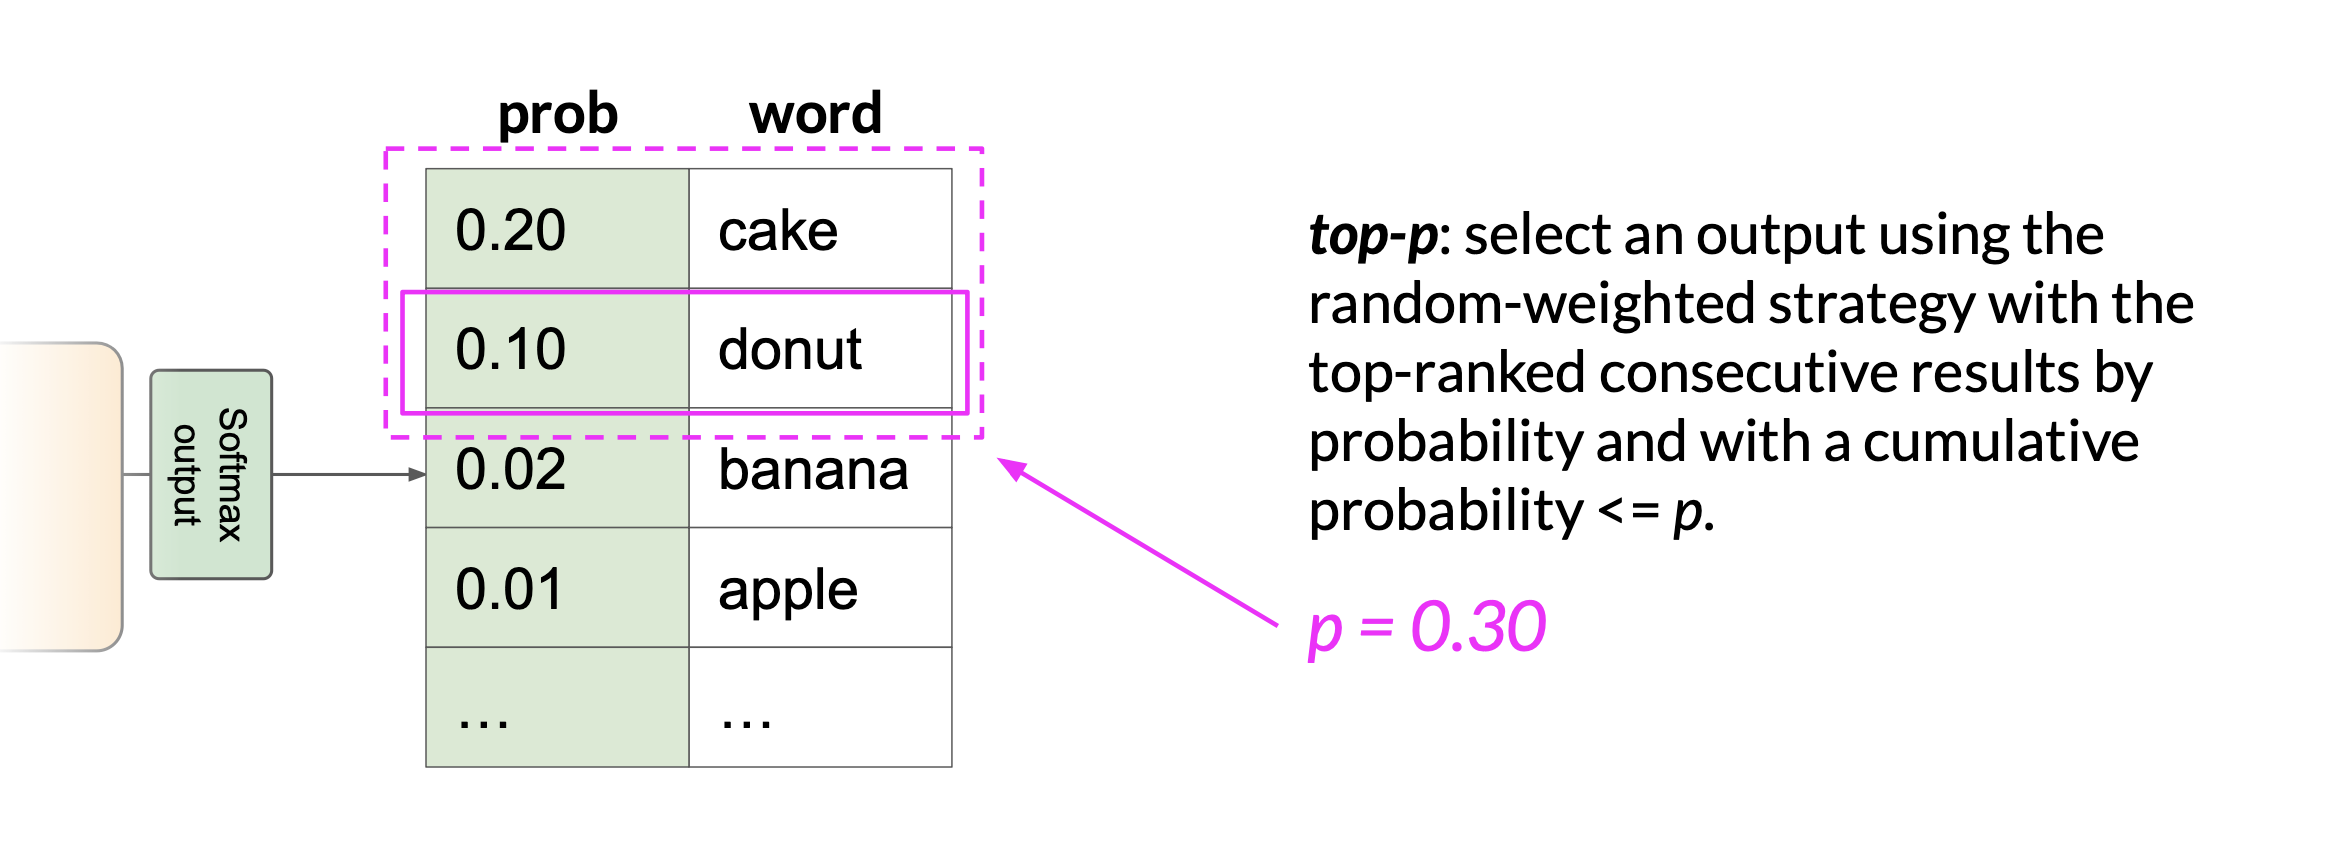 prob word
0.20 cake
0.10 donut
0.02 banana
0.01 apple
... ...
Softmax
output
top-p: select an output using the
random-weighted strategy with the
top-ranked consecutive results by
probability and with a cumulative
probability <= p.
p = 0.30